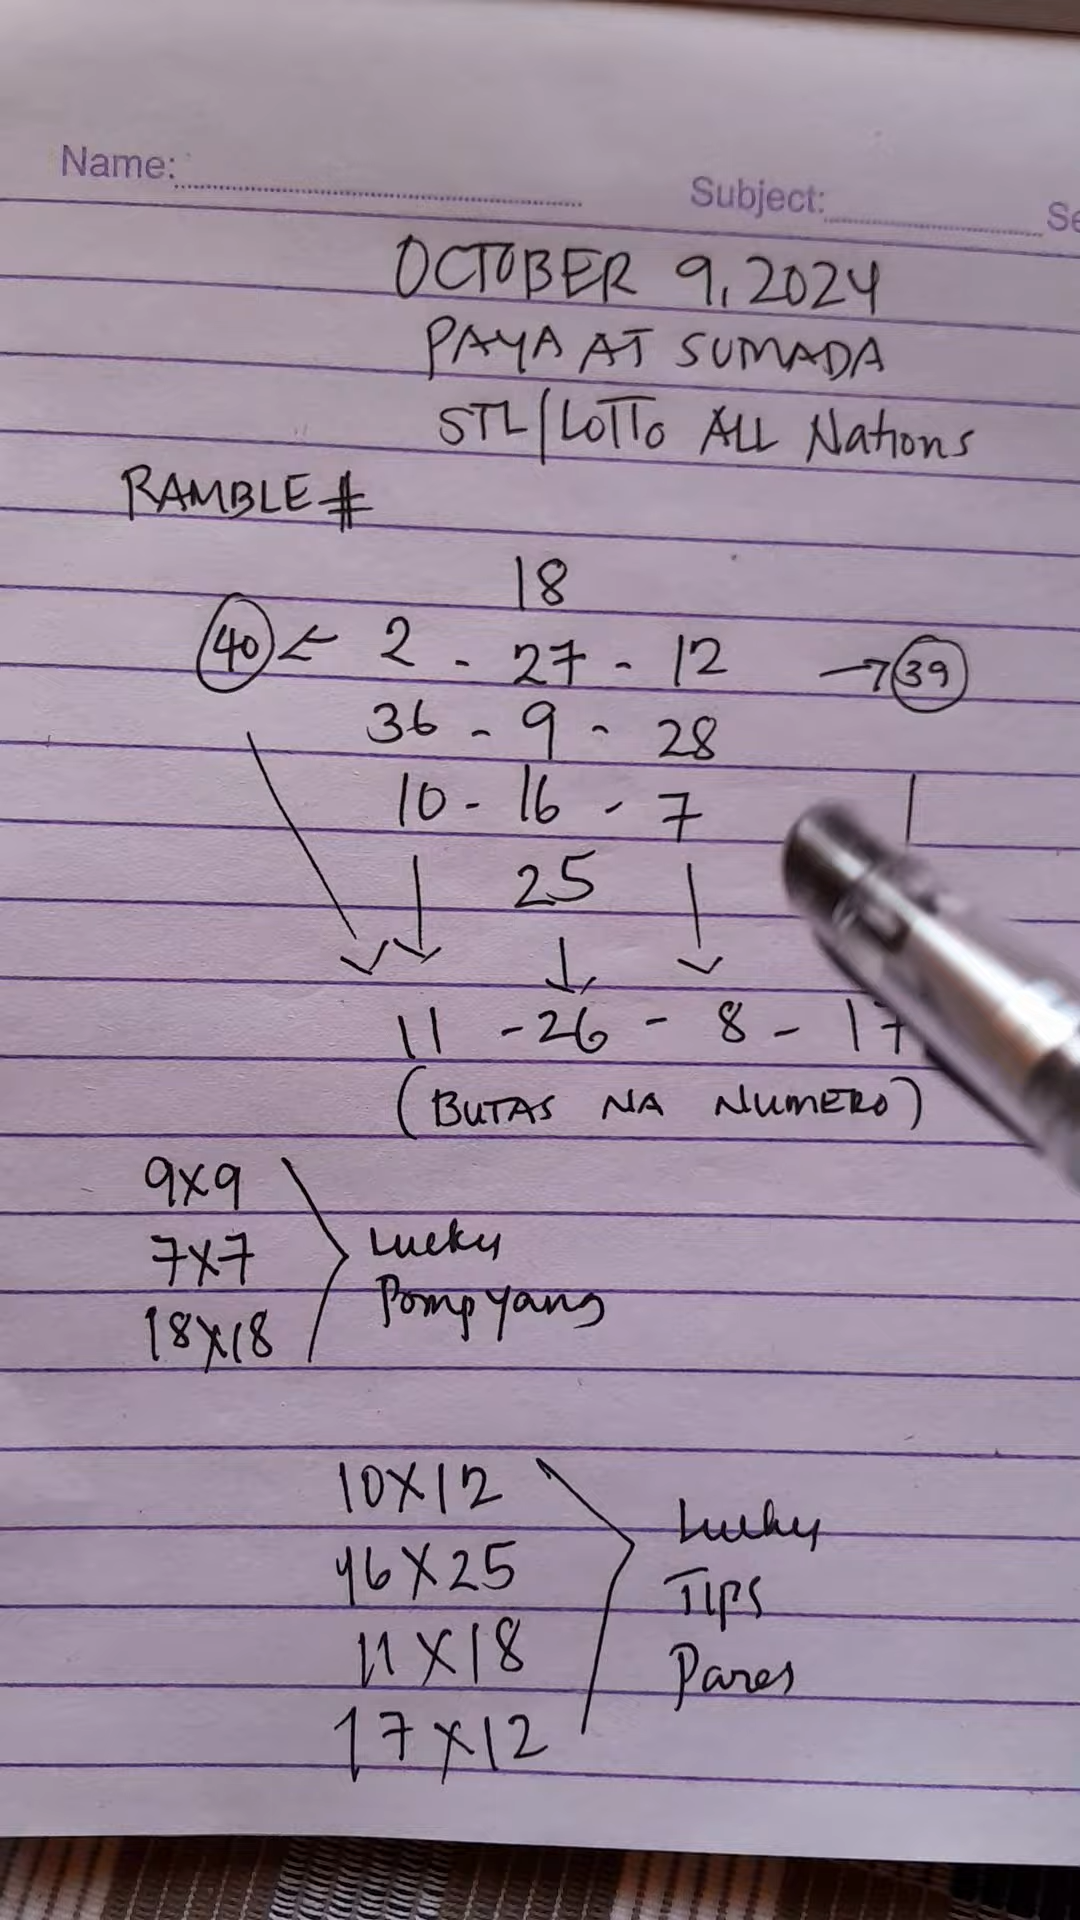 Name:
Subject:
Se
OCTOBER 9, 2024
PAYA AT SUMADA
STL/LOTTO ALL Nations
RAMBLE #
18
40 ← 2 - 27 - 12 → 39
36 - 9 - 28
10 - 16 - 7
25
11 - 26 - 8 - 17
(BUTAS NA NUMERO)
9X9
7X7
18X18
Lucky
Pompyang
10X12
16X25
11X18
17X12
Lucky
Tips
Pares